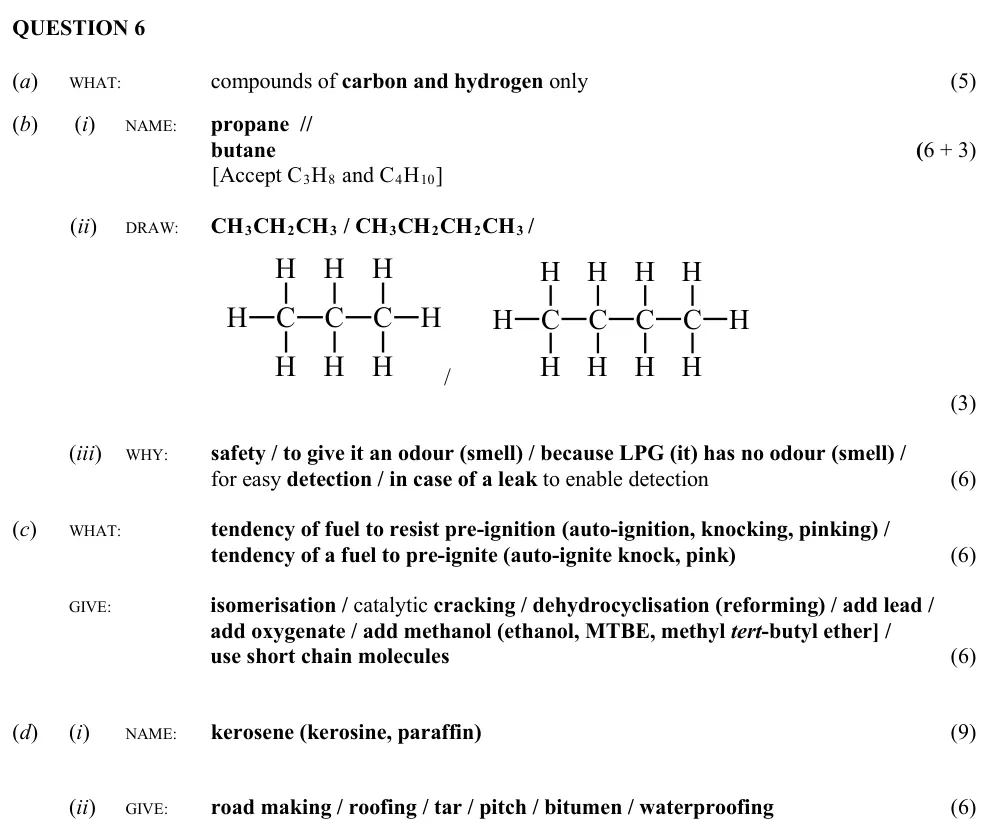 QUESTION 6
(a) WHAT: compounds of carbon and hydrogen only (5)
(b) (i) NAME: propane //
butane (6 + 3)
[Accept C₃H₈ and C₄H₁₀]
(ii) DRAW: CH₃CH₂CH₃ / CH₃CH₂CH₂CH₃ /
H H H H H H H
H C C C H H C C C C H
H H H / H H H H
(3)
(iii) WHY: safety / to give it an odour (smell) / because LPG (it) has no odour (smell) /
for easy detection / in case of a leak to enable detection (6)
(c) WHAT: tendency of fuel to resist pre-ignition (auto-ignition, knocking, pinking) /
tendency of a fuel to pre-ignite (auto-ignite knock, pink) (6)
GIVE: isomerisation / catalytic cracking / dehydrocyclisation (reforming) / add lead /
add oxygenate / add methanol (ethanol, MTBE, methyl tert-butyl ether] /
use short chain molecules (6)
(d) (i) NAME: kerosene (kerosine, paraffin) (9)
(ii) GIVE: road making / roofing / tar / pitch / bitumen / waterproofing (6)